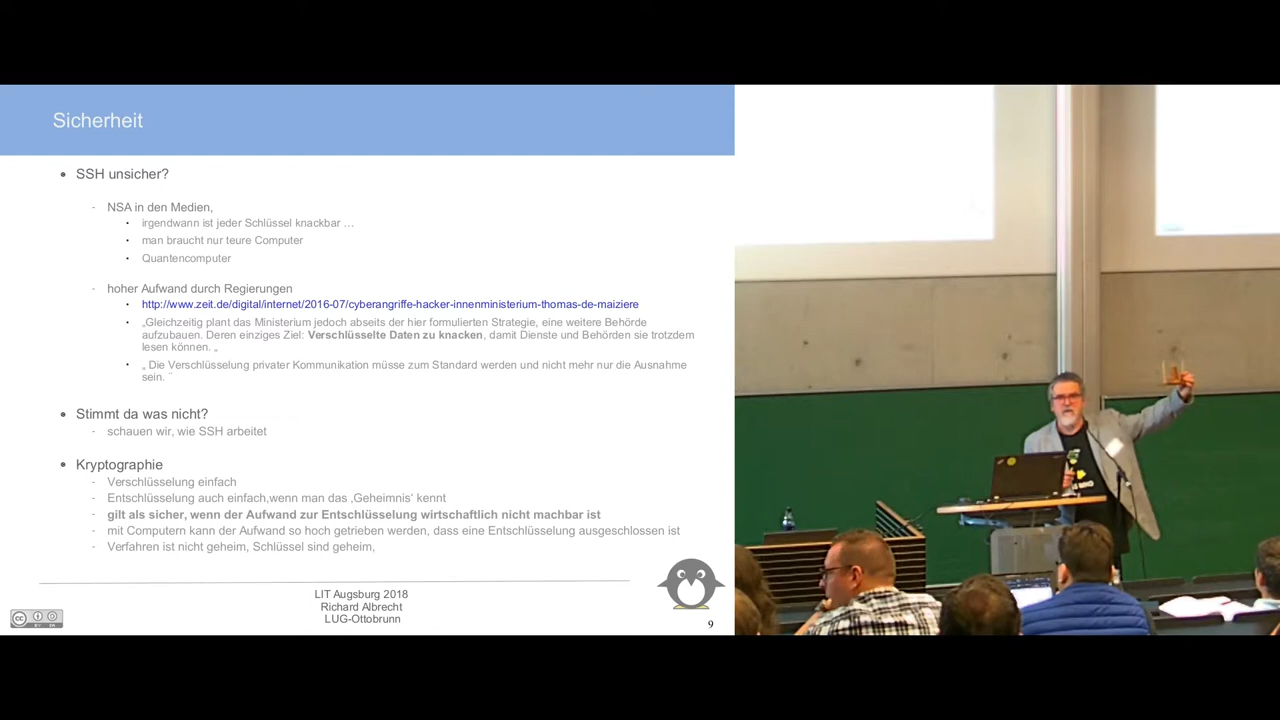 Sicherheit
SSH unsicher?
- NSA in den Medien,
irgendwann ist jeder Schlüssel knackbar …
man braucht nur teure Computer
Quantencomputer
- hoher Aufwand durch Regierungen
http://www.zeit.de/digital/internet/2016-07/cyberangriffe-hacker-innenministerium-thomas-de-maiziere
„Gleichzeitig plant das Ministerium jedoch abseits der hier formulierten Strategie, eine weitere Behörde
aufzubauen. Deren einziges Ziel: Verschlüsselte Daten zu knacken, damit Dienste und Behörden sie trotzdem
lesen können. „
„ Die Verschlüsselung privater Kommunikation müsse zum Standard werden und nicht mehr nur die Ausnahme
sein. ¨
Stimmt da was nicht?
- schauen wir, wie SSH arbeitet
Kryptographie
- Verschlüsselung einfach
- Entschlüsselung auch einfach,wenn man das ‚Geheimnis‘ kennt
- gilt als sicher, wenn der Aufwand zur Entschlüsselung wirtschaftlich nicht machbar ist
- mit Computern kann der Aufwand so hoch getrieben werden, dass eine Entschlüsselung ausgeschlossen ist
- Verfahren ist nicht geheim, Schlüssel sind geheim,
LIT Augsburg 2018
Richard Albrecht
LUG-Ottobrunn
9